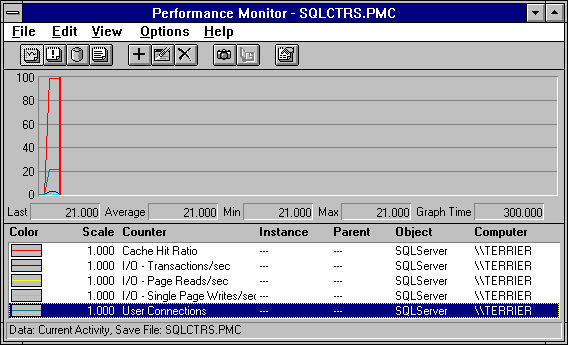 Performance Monitor - SQLCTRS.PMC
File Edit View Options Help
100
80
60
40
20
0
Last 21.000 Average 21.000 Min 21.000 Max 21.000 Graph Time 300.000
Color Scale Counter Instance Parent Object Computer
1.000 Cache Hit Ratio --- --- SQLServer \\TERRIER
1.000 I/O - Transactions/sec --- --- SQLServer \\TERRIER
1.000 I/O - Page Reads/sec --- --- SQLServer \\TERRIER
1.000 I/O - Single Page Writes/sec --- --- SQLServer \\TERRIER
1.000 User Connections --- --- SQLServer \\TERRIER
Data: Current Activity, Save File: SQLCTRS.PMC